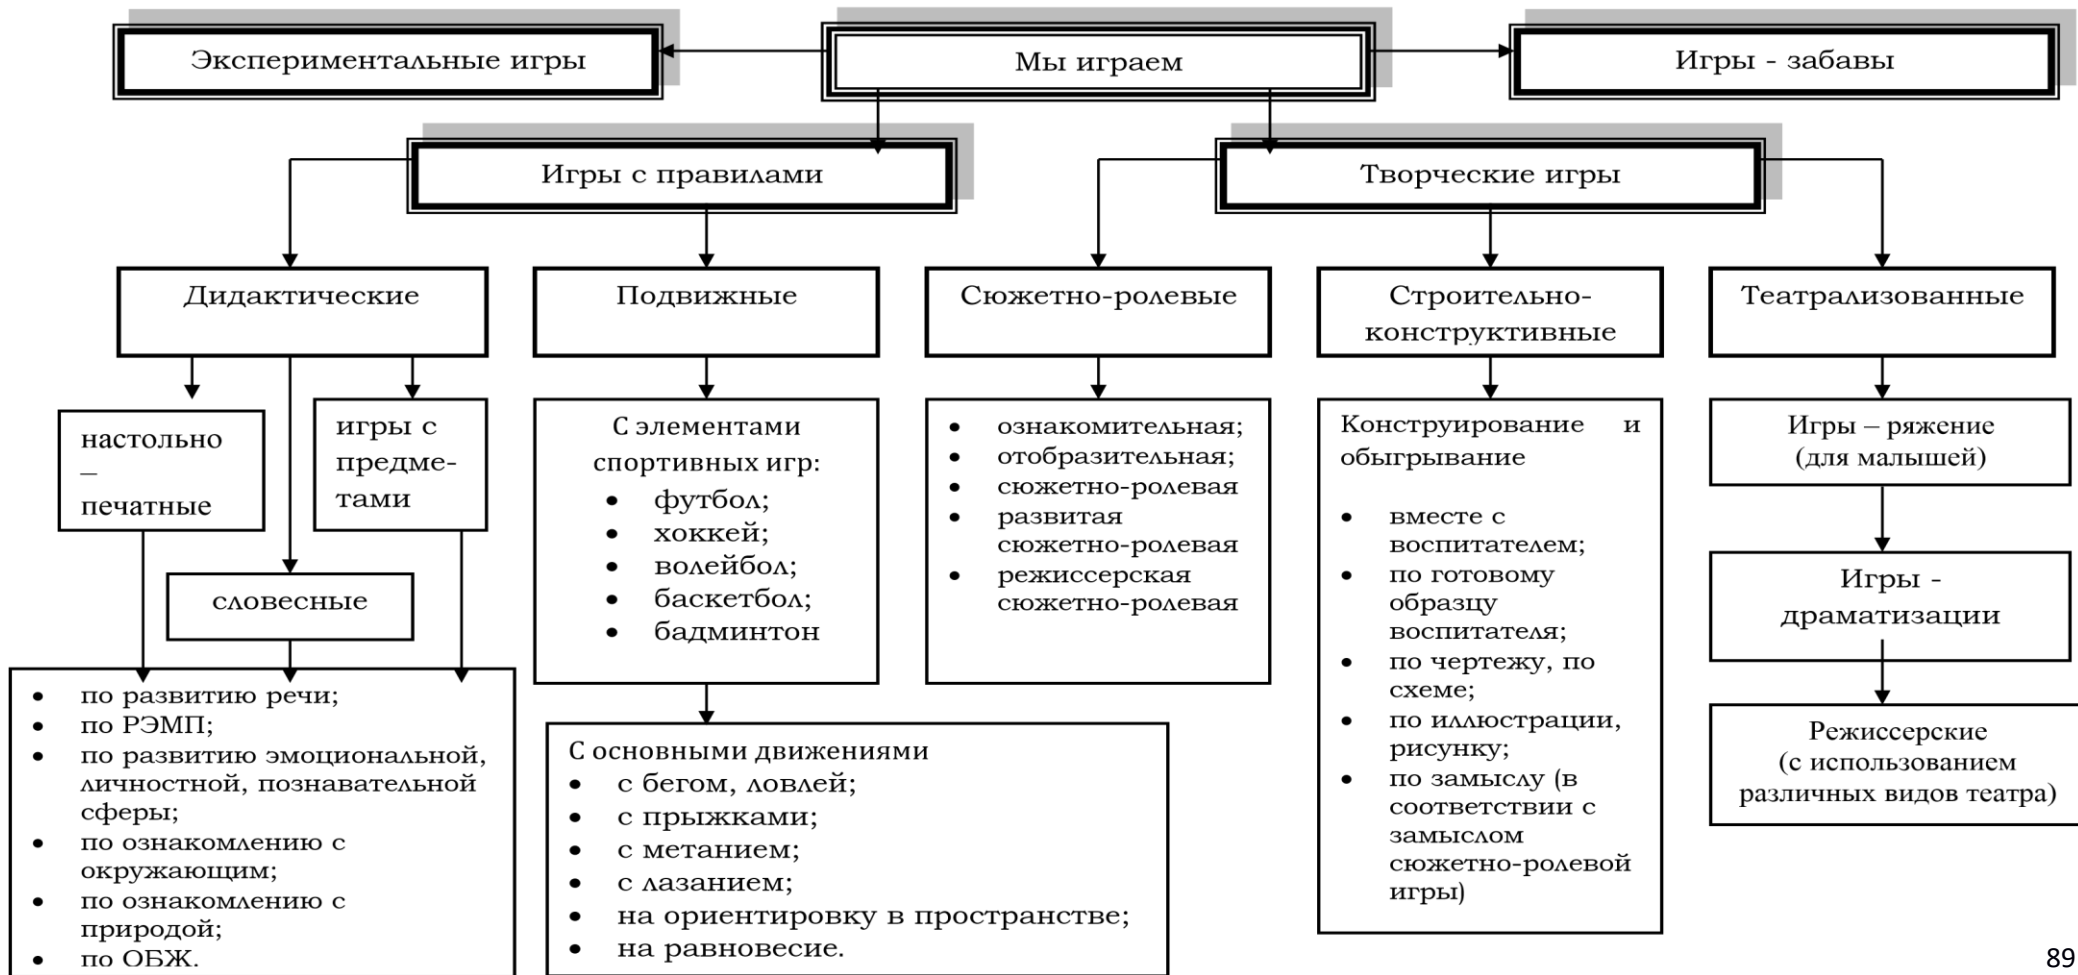 Экспериментальные игры
Мы играем
Игры - забавы
Игры с правилами
Творческие игры
Дидактические
Подвижные
Сюжетно-ролевые
Строительно-
конструктивные
Театрализованные
настольно
–
печатные
игры с
предме-
тами
словесные
• по развитию речи;
• по РЭМП;
• по развитию эмоциональной,
личностной, познавательной
сферы;
• по ознакомлению с
окружающим;
• по ознакомлению с
природой;
• по ОБЖ.
С элементами
спортивных игр:
• футбол;
• хоккей;
• волейбол;
• баскетбол;
• бадминтон
С основными движениями
• с бегом, ловлей;
• с прыжками;
• с метанием;
• с лазанием;
• на ориентировку в пространстве;
• на равновесие.
• ознакомительная;
• отобразительная;
• сюжетно-ролевая
• развитая
сюжетно-ролевая
• режиссерская
сюжетно-ролевая
Конструирование и
обыгрывание
• вместе с
воспитателем;
• по готовому
образцу
воспитателя;
• по чертежу, по
схеме;
• по иллюстрации,
рисунку;
• по замыслу (в
соответствии с
замыслом
сюжетно-ролевой
игры)
Игры – ряжение
(для малышей)
Игры -
драматизации
Режиссерские
(с использованием
различных видов театра)
89